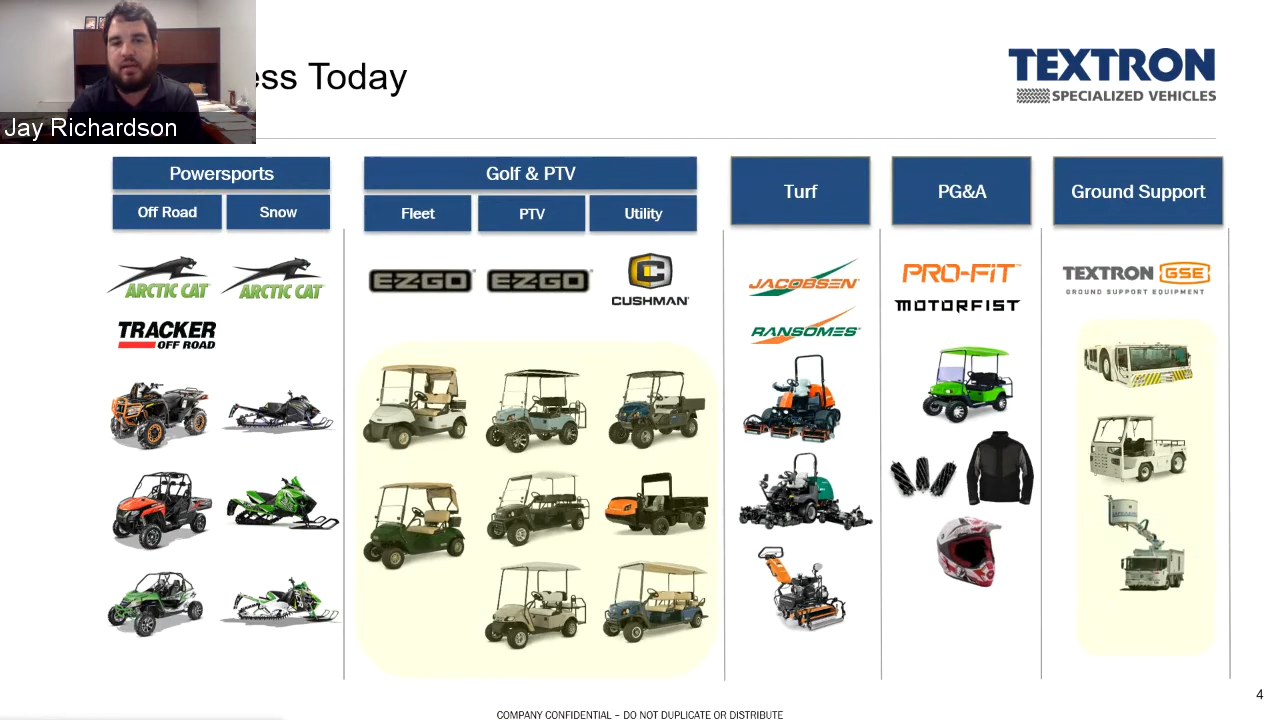 ess Today
Jay Richardson
TEXTRON
SPECIALIZED VEHICLES
Powersports
Off Road
Snow
Golf & PTV
Fleet
PTV
Utility
Turf
PG&A
Ground Support
ARCTIC CAT
ARCTIC CAT
TRACKER
OFF ROAD
E-Z-GO
E-Z-GO
CUSHMAN
JACOBSEN
RANSOMES
PRO-FIT
MOTORFIST
TEXTRON GSE
GROUND SUPPORT EQUIPMENT
4
COMPANY CONFIDENTIAL – DO NOT DUPLICATE OR DISTRIBUTE